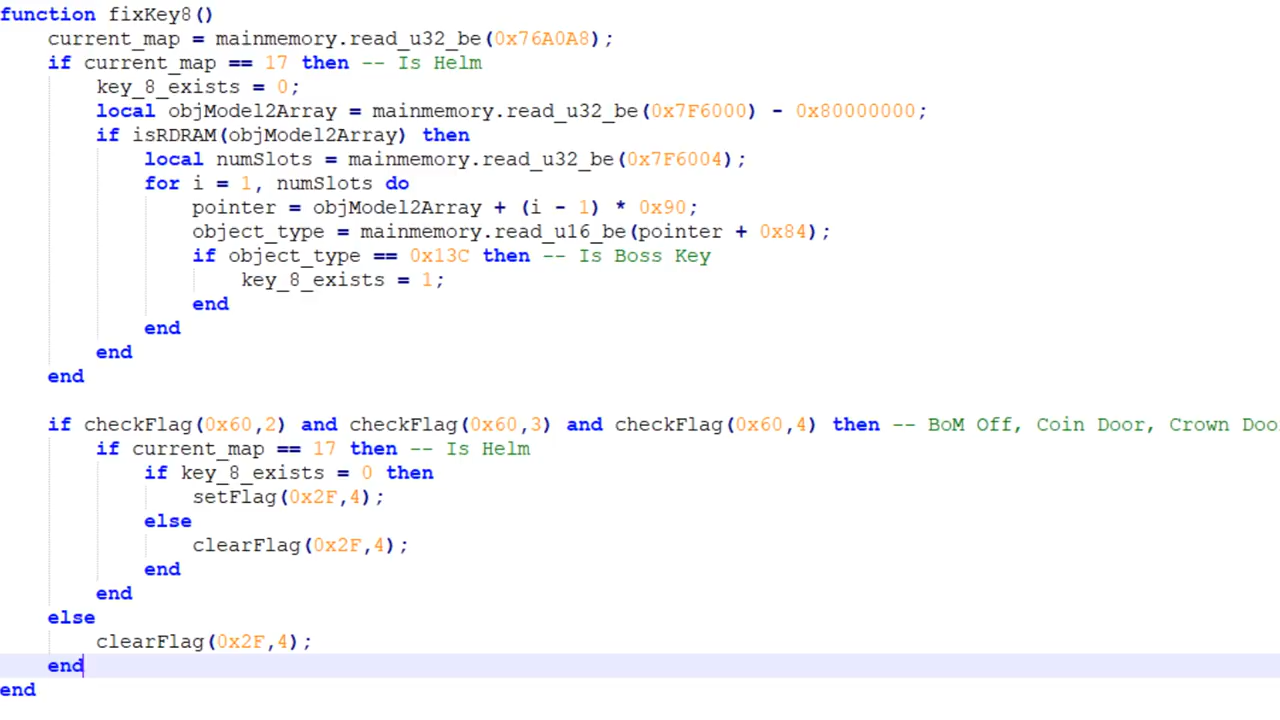 function fixKey8()
current_map = mainmemory.read_u32_be(0x76A0A8);
if current_map == 17 then -- Is Helm
key_8_exists = 0;
local objModel2Array = mainmemory.read_u32_be(0x7F6000) - 0x80000000;
if isRDRAM(objModel2Array) then
local numSlots = mainmemory.read_u32_be(0x7F6004);
for i = 1, numSlots do
pointer = objModel2Array + (i - 1) * 0x90;
object_type = mainmemory.read_u16_be(pointer + 0x84);
if object_type == 0x13C then -- Is Boss Key
key_8_exists = 1;
end
end
end
end
if checkFlag(0x60,2) and checkFlag(0x60,3) and checkFlag(0x60,4) then -- BoM Off, Coin Door, Crown Doo
if current_map == 17 then -- Is Helm
if key_8_exists = 0 then
setFlag(0x2F,4);
else
clearFlag(0x2F,4);
end
end
else
clearFlag(0x2F,4);
end
end